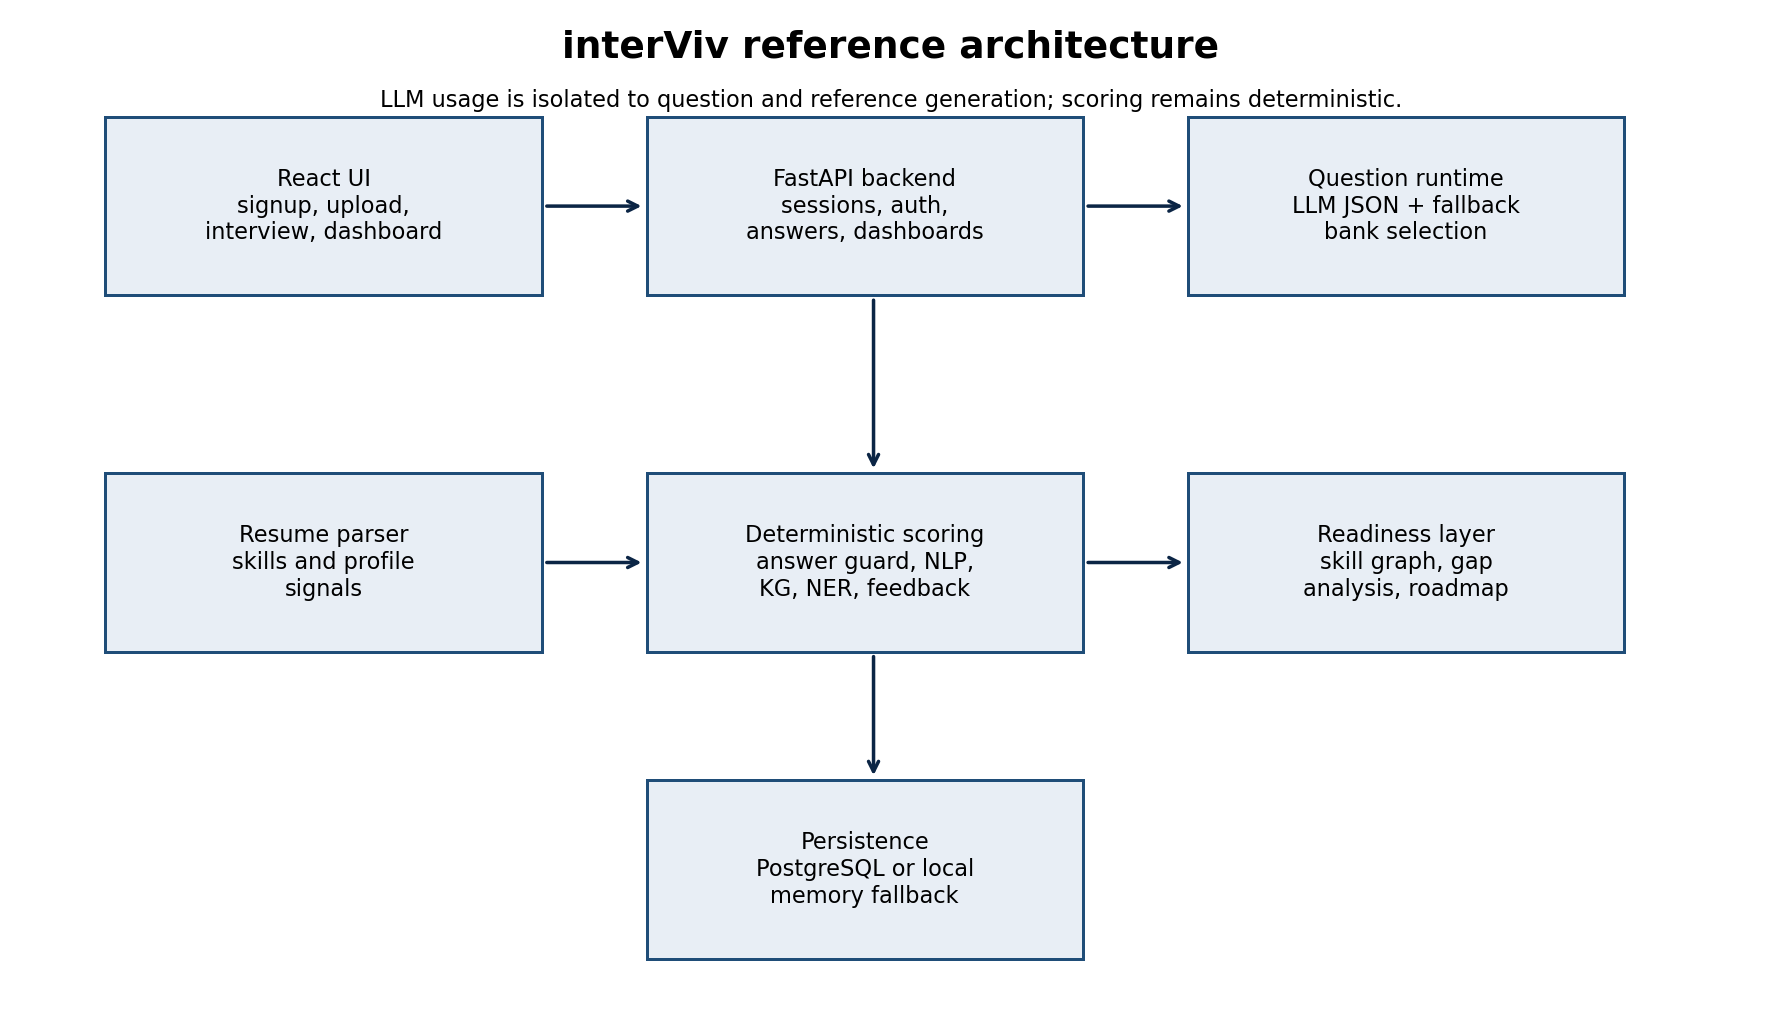 interViv reference architecture
LLM usage is isolated to question and reference generation; scoring remains deterministic.
React UI
signup, upload,
interview, dashboard
FastAPI backend
sessions, auth,
answers, dashboards
Question runtime
LLM JSON + fallback
bank selection
Resume parser
skills and profile
signals
Deterministic scoring
answer guard, NLP,
KG, NER, feedback
Readiness layer
skill graph, gap
analysis, roadmap
Persistence
PostgreSQL or local
memory fallback